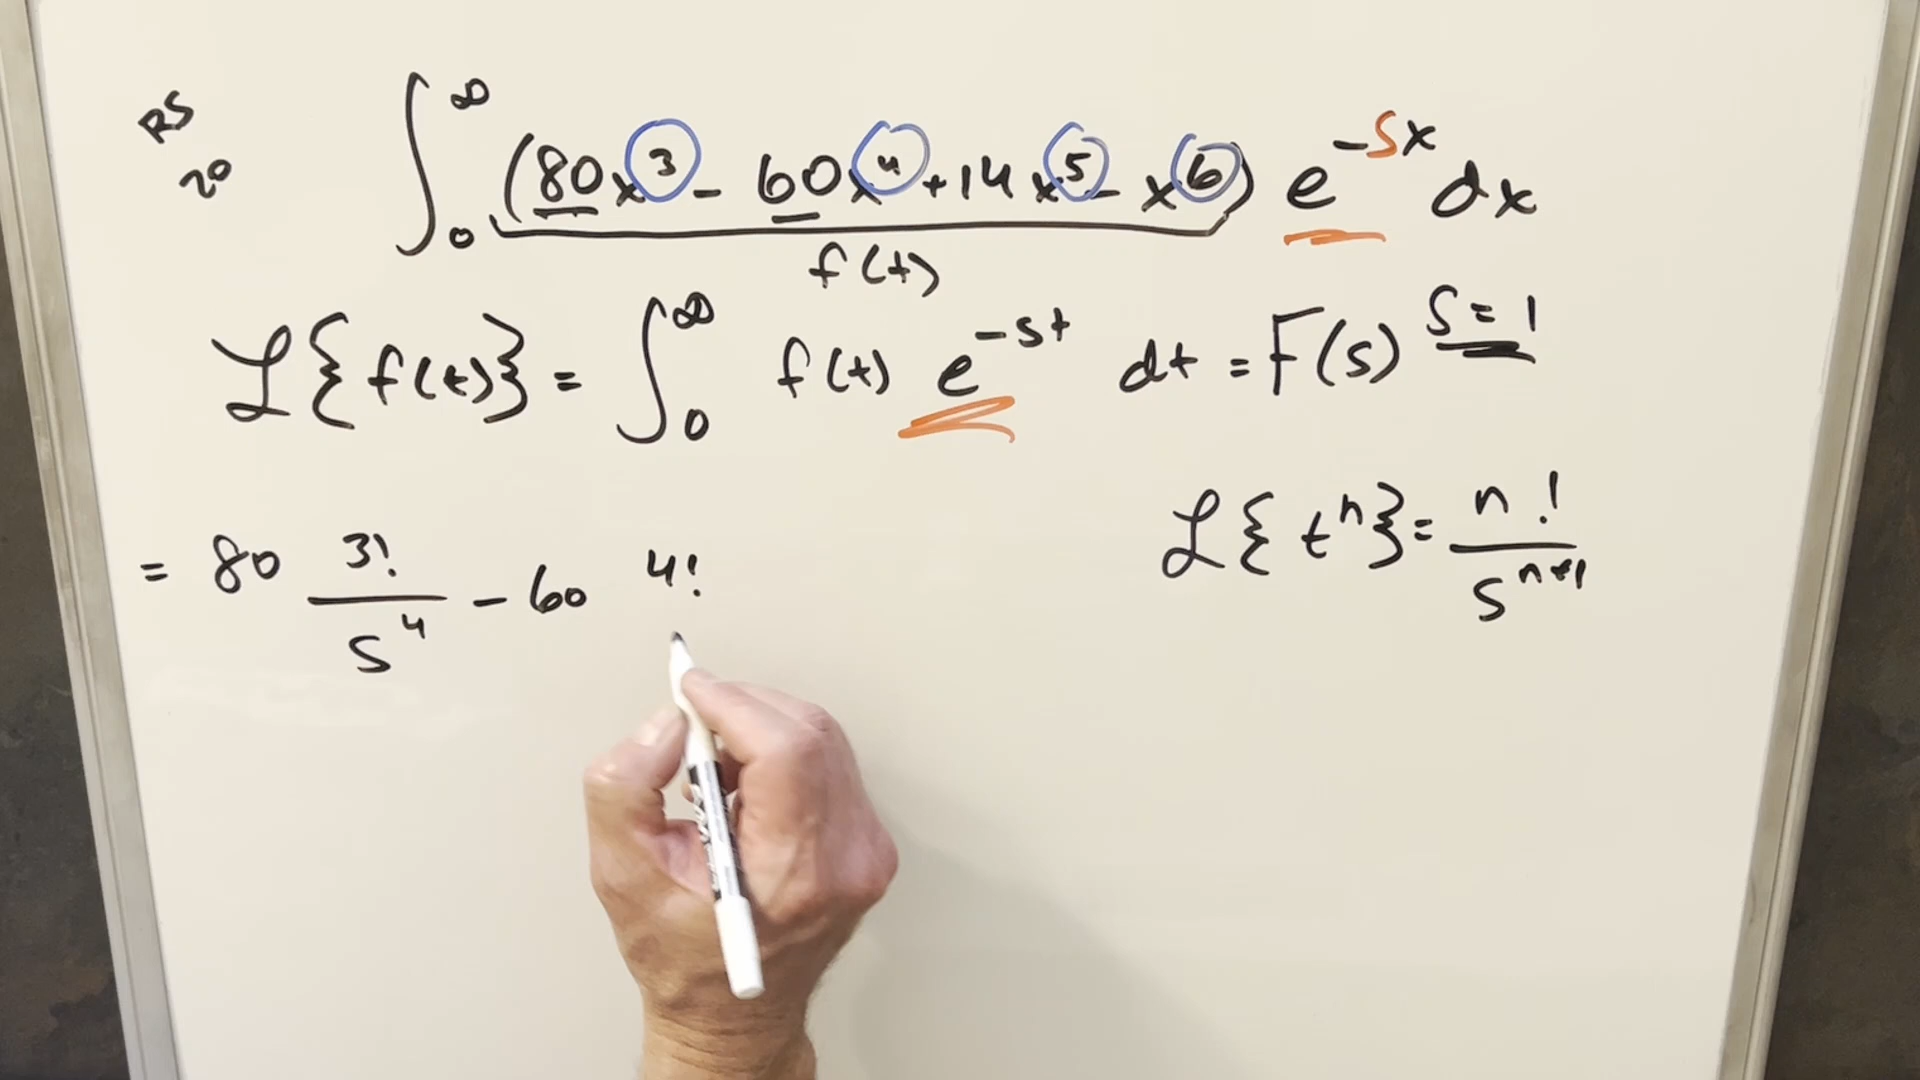 RS
20
∫₀^∞ (80x³ - 60x⁴ + 14x⁵ - x⁶) e^{-sx} dx
f(t)
ℒ{f(t)} = ∫₀^∞ f(t) e^{-st} dt = F(s) s = 1
ℒ{tⁿ} = n!/s^{n+1}
= 80 3!/s⁴ - 60 4!